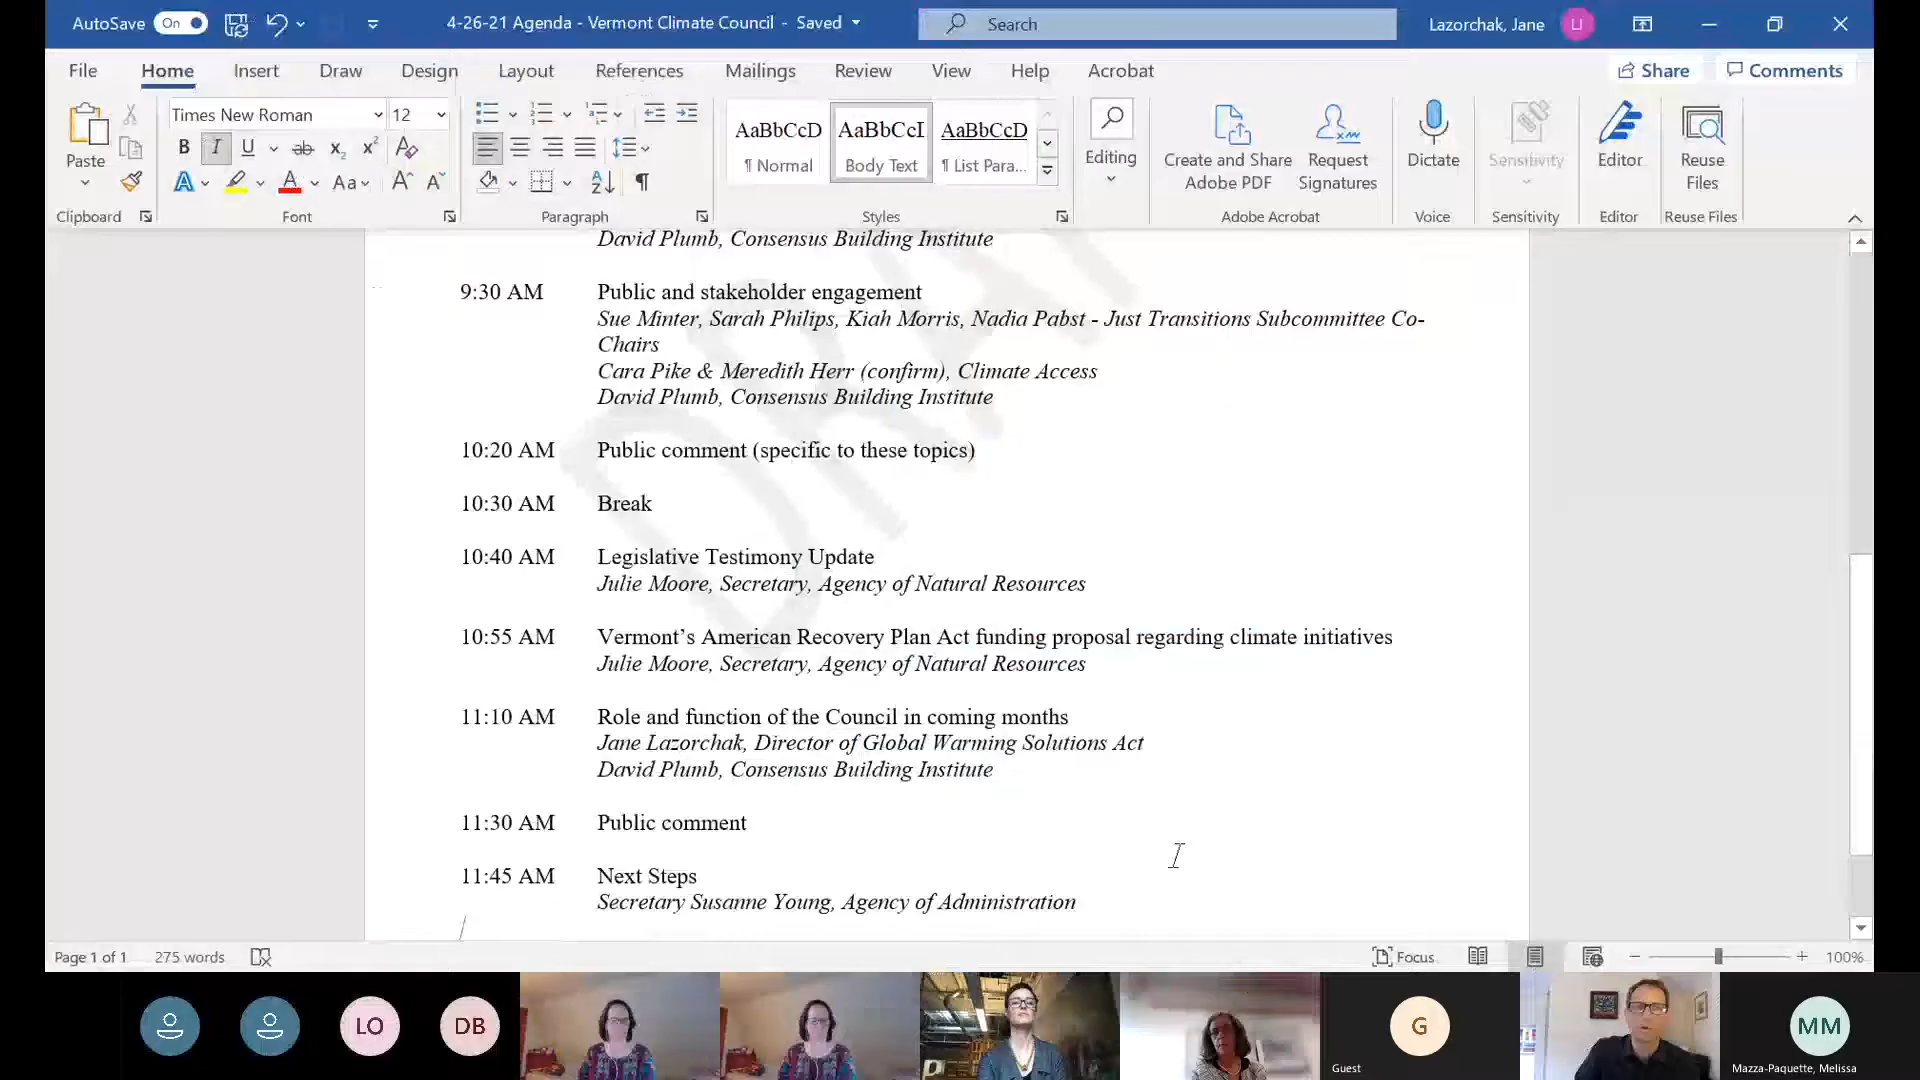 AutoSave On 4-26-21 Agenda - Vermont Climate Council - Saved Search Lazorchak, Jane LJ
File Home Insert Draw Design Layout References Mailings Review View Help Acrobat Share Comments
Times New Roman 12
Paste
B I U ab x₂ x² A
A A Aa A A
AaBbCcD AaBbCcI AaBbCcD
¶ Normal Body Text ¶ List Para...
Editing
Create and Share Adobe PDF
Request Signatures
Dictate
Sensitivity
Editor
Reuse Files
Clipboard Font Paragraph Styles Adobe Acrobat Voice Sensitivity Editor Reuse Files
DRA
David Plumb, Consensus Building Institute
9:30 AM Public and stakeholder engagement
Sue Minter, Sarah Philips, Kiah Morris, Nadia Pabst - Just Transitions Subcommittee Co-
Chairs
Cara Pike & Meredith Herr (confirm), Climate Access
David Plumb, Consensus Building Institute
10:20 AM Public comment (specific to these topics)
10:30 AM Break
10:40 AM Legislative Testimony Update
Julie Moore, Secretary, Agency of Natural Resources
10:55 AM Vermont’s American Recovery Plan Act funding proposal regarding climate initiatives
Julie Moore, Secretary, Agency of Natural Resources
11:10 AM Role and function of the Council in coming months
Jane Lazorchak, Director of Global Warming Solutions Act
David Plumb, Consensus Building Institute
11:30 AM Public comment
11:45 AM Next Steps
Secretary Susanne Young, Agency of Administration
Page 1 of 1 275 words Focus 100%
LO DB G MM
Guest Mazza-Paquette, Melissa